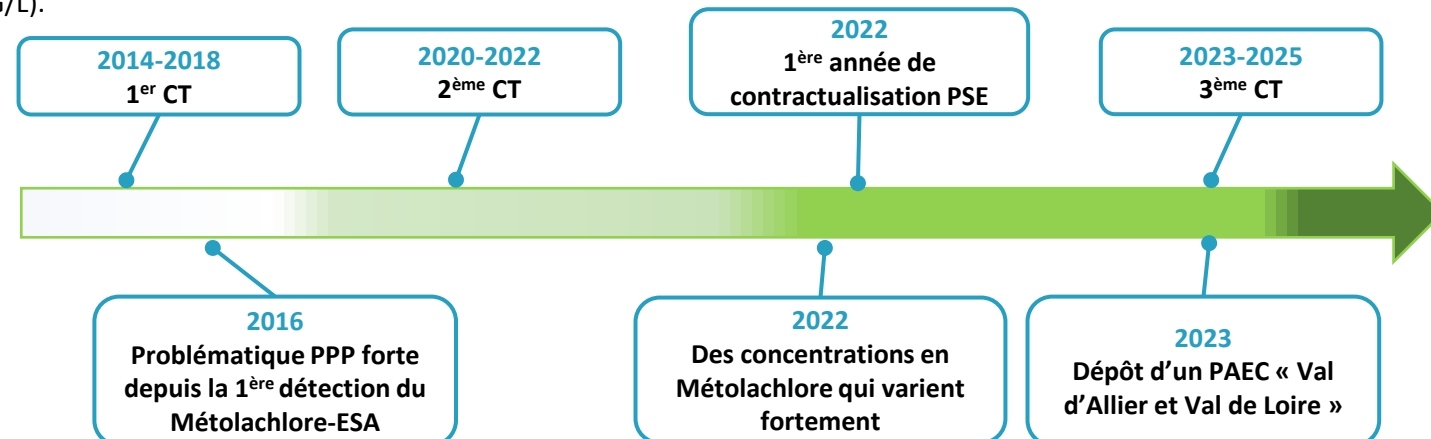 /L).
2014-2018
1er CT
2020-2022
2ème CT
2022
1ère année de
contractualisation PSE
2023-2025
3ème CT
2016
Problématique PPP forte
depuis la 1ère détection du
Métolachlore-ESA
2022
Des concentrations en
Métolachlore qui varient
fortement
2023
Dépôt d’un PAEC « Val
d’Allier et Val de Loire »